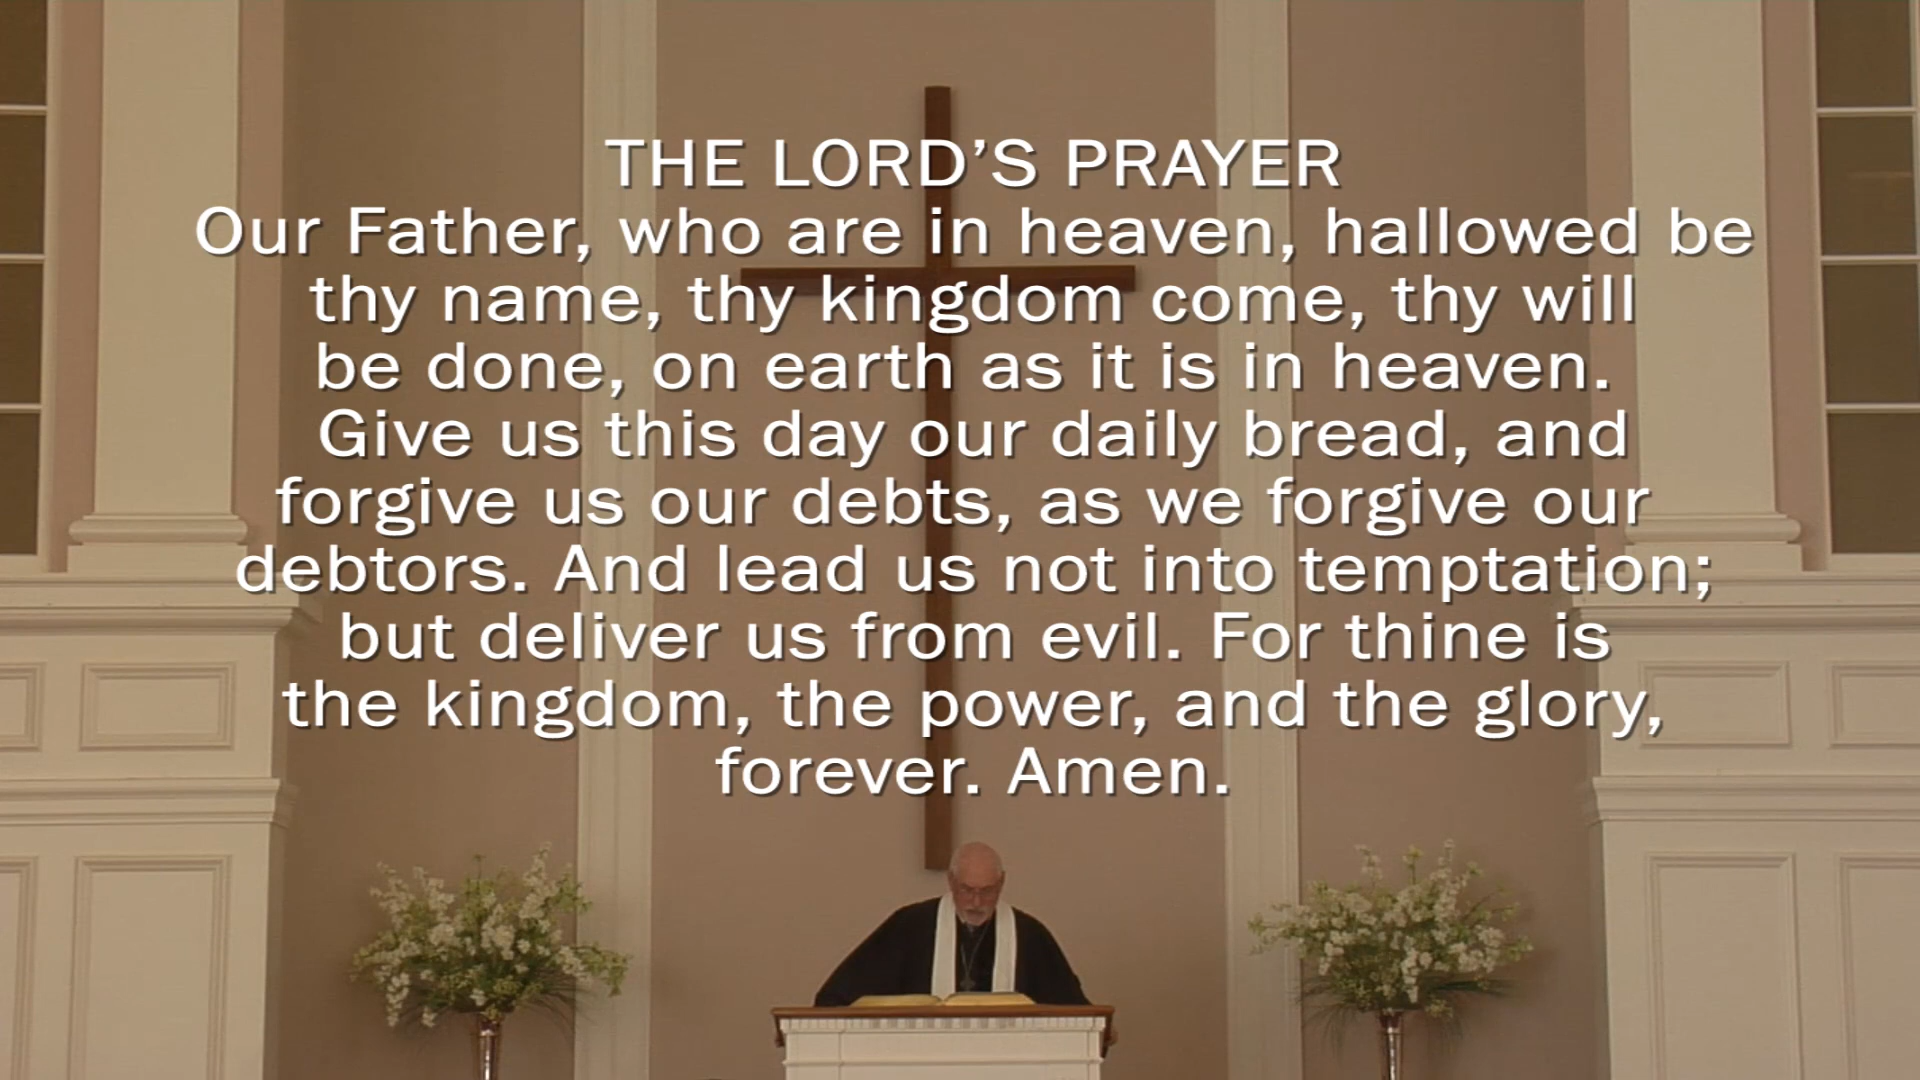 THE LORD’S PRAYER
Our Father, who are in heaven, hallowed be
thy name, thy kingdom come, thy will
be done, on earth as it is in heaven.
Give us this day our daily bread, and
forgive us our debts, as we forgive our
debtors. And lead us not into temptation;
but deliver us from evil. For thine is
the kingdom, the power, and the glory,
forever. Amen.